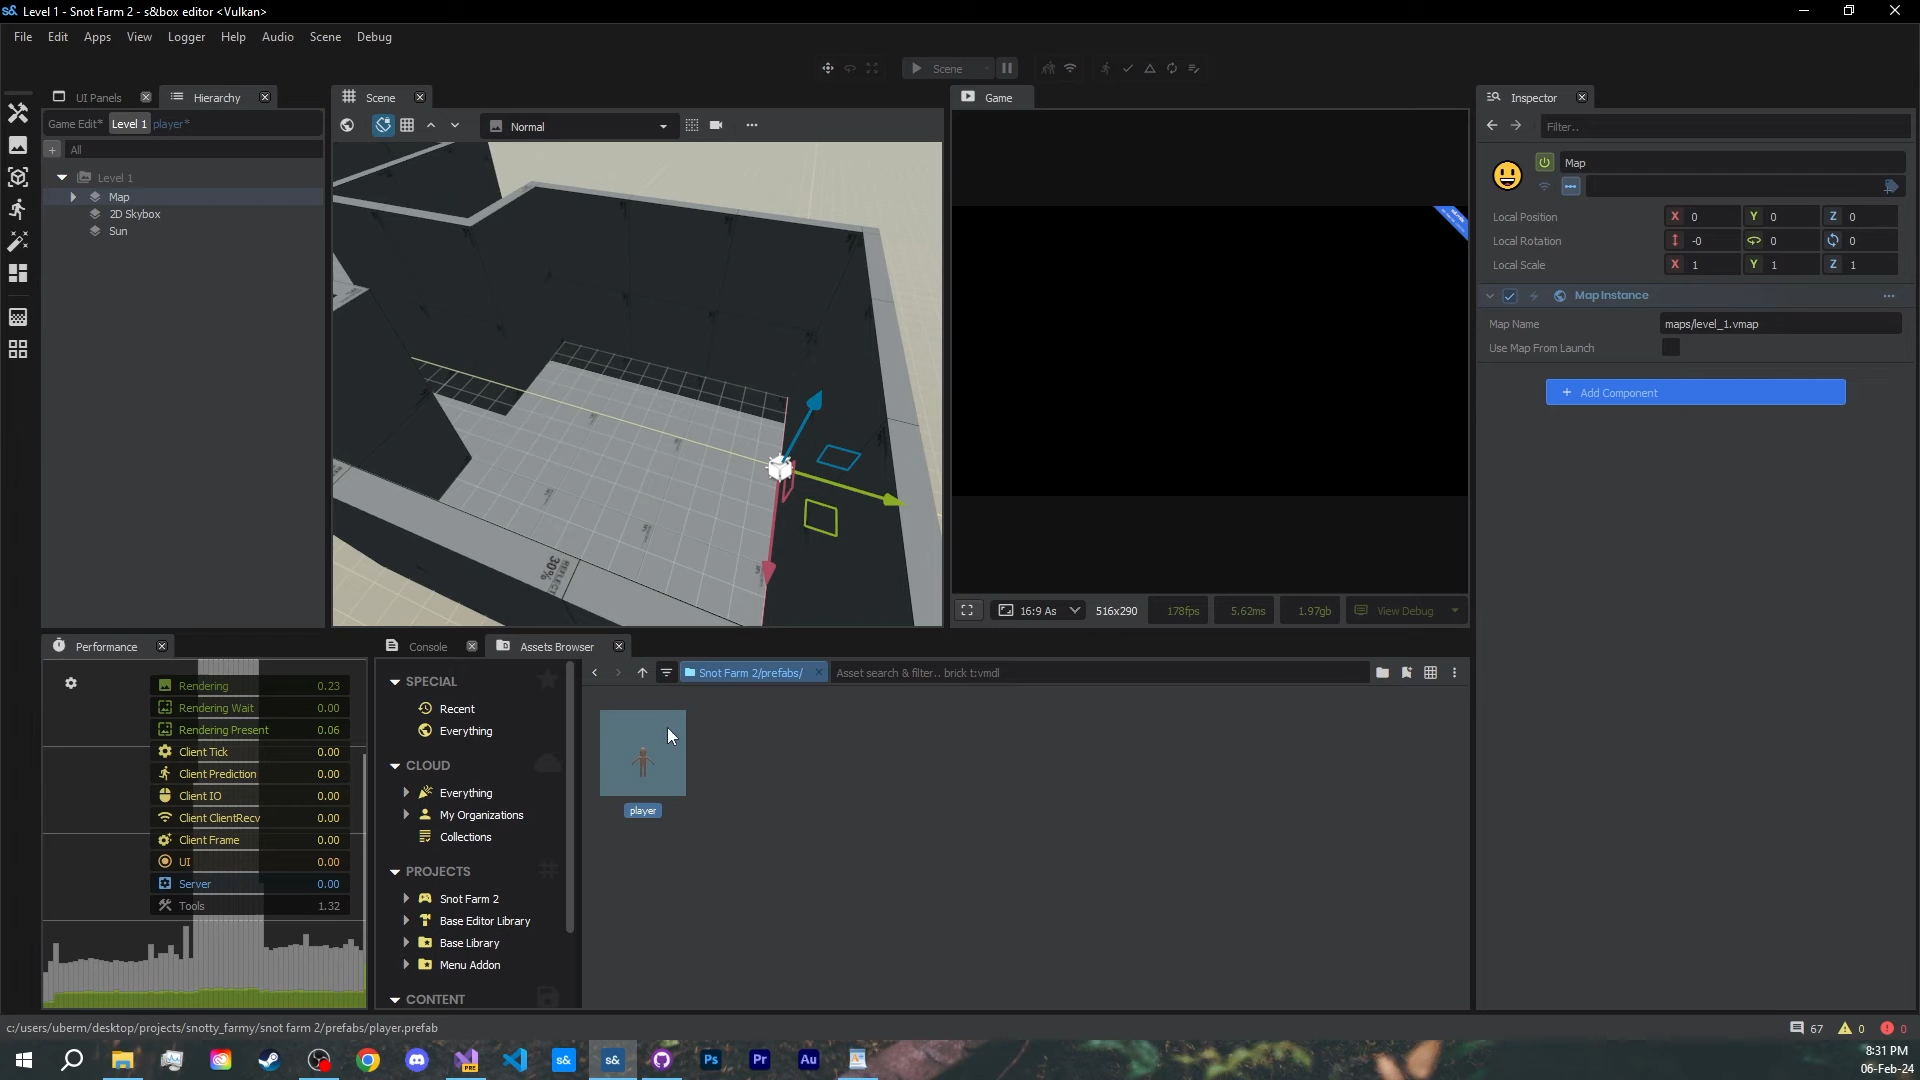 s& Level 1 - Snot Farm 2 - s&box editor <Vulkan>
File Edit Apps View Logger Help Audio Scene Debug
Scene
UI Panels Hierarchy
Scene
Game
Inspector
Game Edit* Level 1 player*
Normal
Filter..
All
Level 1
Map
2D Skybox
Sun
Map
Local Position X 0 Y 0 Z 0
Local Rotation -0 0 0
Local Scale X 1 Y 1 Z 1
Map Instance
Map Name maps/level_1.vmap
Use Map From Launch
+ Add Component
30%
REFLECT
16:9 As 516x290 178fps 5.62ms 1.97gb View Debug
Performance
Console Assets Browser
Rendering 0.23
Rendering Wait 0.00
Rendering Present 0.06
Client Tick 0.00
Client Prediction 0.00
Client IO 0.00
Client ClientRecv 0.00
Client Frame 0.00
UI 0.00
Server 0.00
Tools 1.32
SPECIAL
Recent
Everything
CLOUD
Everything
My Organizations
Collections
PROJECTS
Snot Farm 2
Base Editor Library
Base Library
Menu Addon
CONTENT
Snot Farm 2/prefabs/ Asset search & filter.. brick t:vmdl
player
c:/users/uberm/desktop/projects/snotty_farmy/snot farm 2/prefabs/player.prefab
67 0 0
PRE s& s& Ps Pr Au
8:31 PM
06-Feb-24